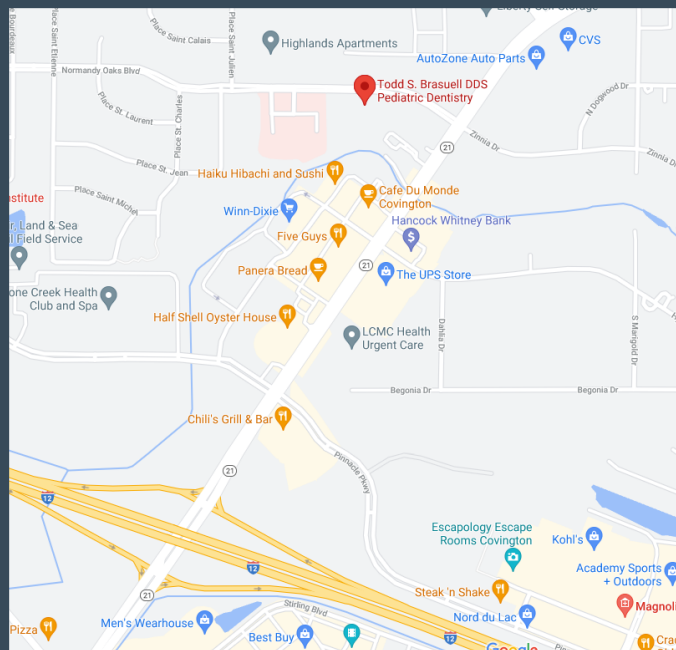 Liberty Self Storage
e Bourdeaux
Place Saint Etienne
Place Saint Calais
Place Saint Julien
Highlands Apartments
CVS
AutoZone Auto Parts
Normandy Oaks Blvd
Todd S. Brasuell DDS
Pediatric Dentistry
N Dogwood Dr
Place St. Laurent
Place St. Charles
21
Zinnia Dr
Zinnia D
Place St. Jean
Haiku Hibachi and Sushi
Place Saint Michel
Cafe Du Monde
Covington
nstitute
Winn-Dixie
Hancock Whitney Bank
$
r, Land & Sea
l Field Service
Five Guys
21
Panera Bread
The UPS Store
one Creek Health
Club and Spa
Half Shell Oyster House
LCMC Health
Urgent Care
Dahlia Dr
S Marigold Dr
Begonia Dr
Begonia Dr
Chili's Grill & Bar
21
Pinnacle Pkwy
12
Escapology Escape
Rooms Covington
Kohl's
12
Academy Sports
+ Outdoors
Steak 'n Shake
21
Stirling Blvd
Magnoli
Nord du Lac
Pizza
Men's Wearhouse
Best Buy
12
Google
Pin
Crac